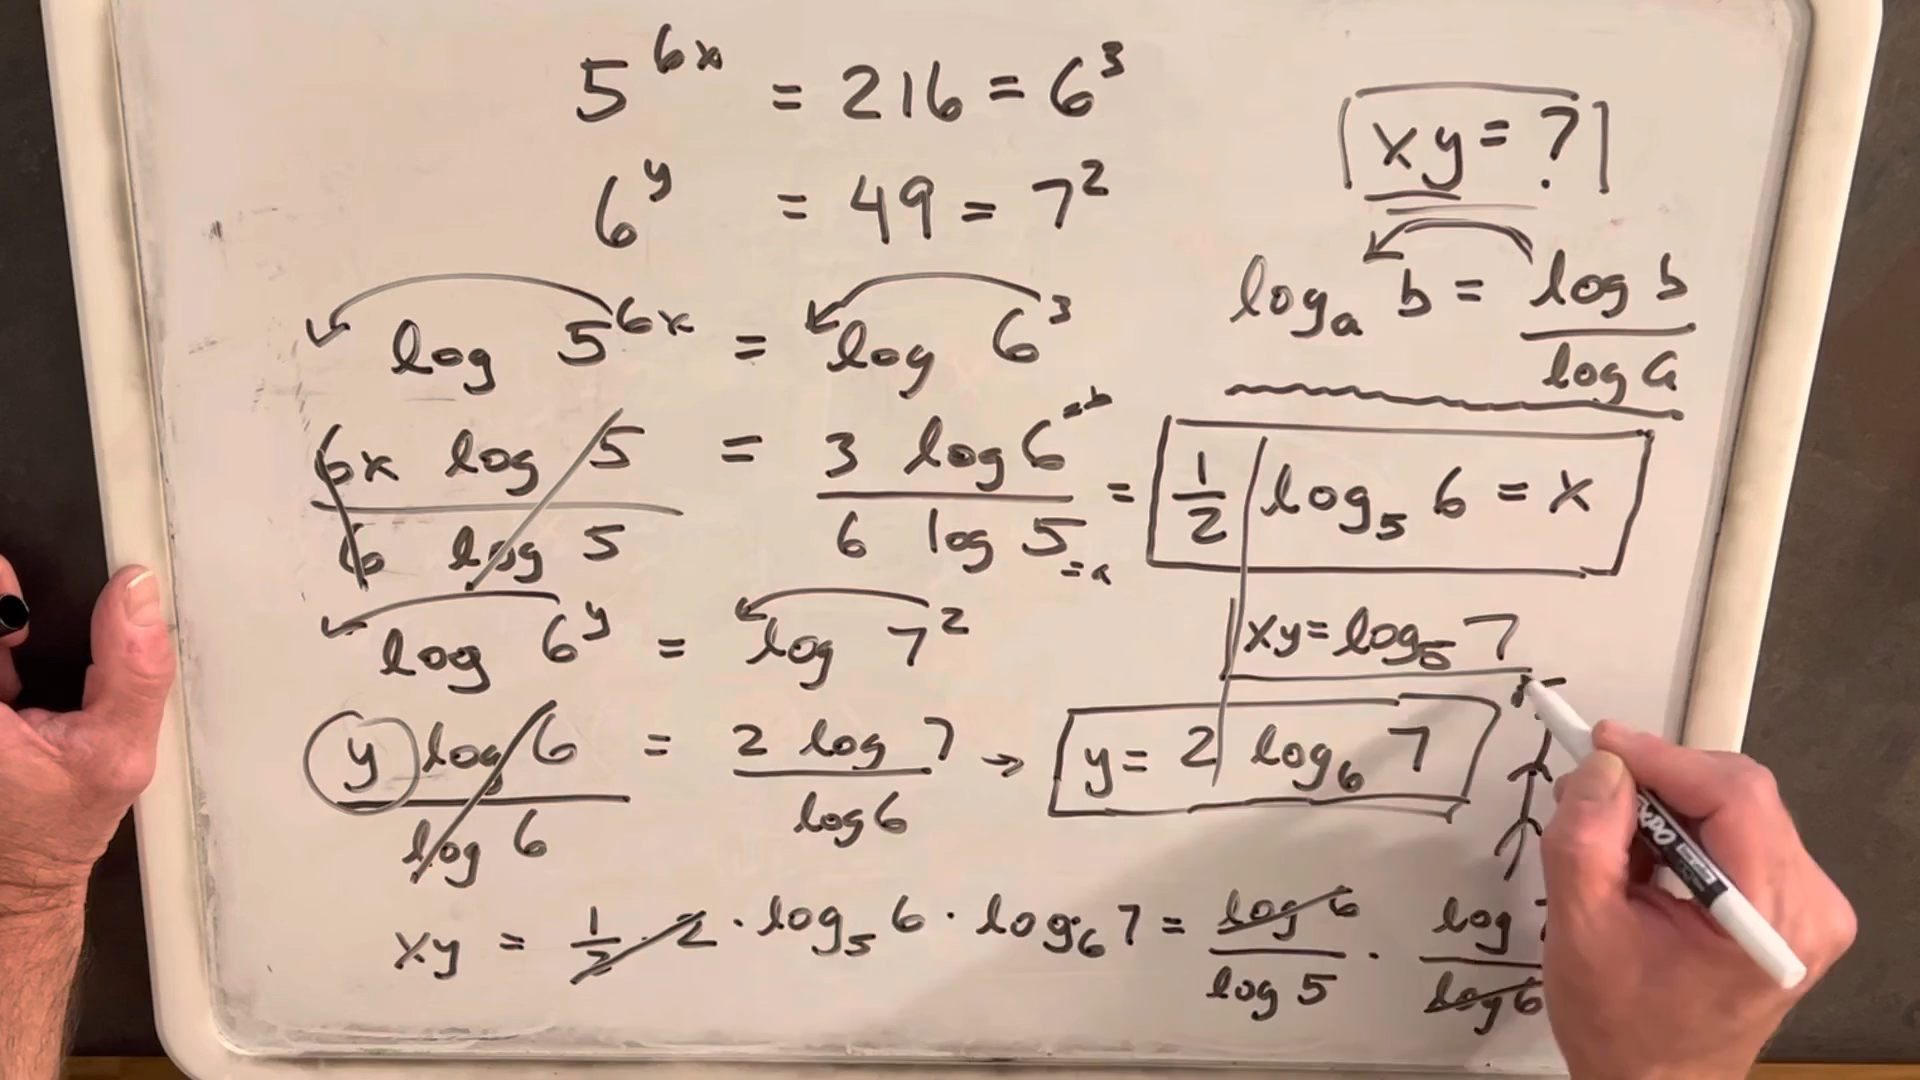 5^{6x} = 216 = 6^3
6^y = 49 = 7^2
xy = ?
log_a b = log b / log a
log 5^{6x} = log 6^3
6x log 5 / 6 log 5 = 3 log 6 =b / 6 log 5 =a = 1/2 log_5 6 = x
log 6^y = log 7^2
xy = log_5 7
y log 6 / log 6 = 2 log 7 / log 6 → y = 2 log_6 7
xy = 1/2 · 2 · log_5 6 · log_6 7 = log 6 / log 5 · log 7 / log 6